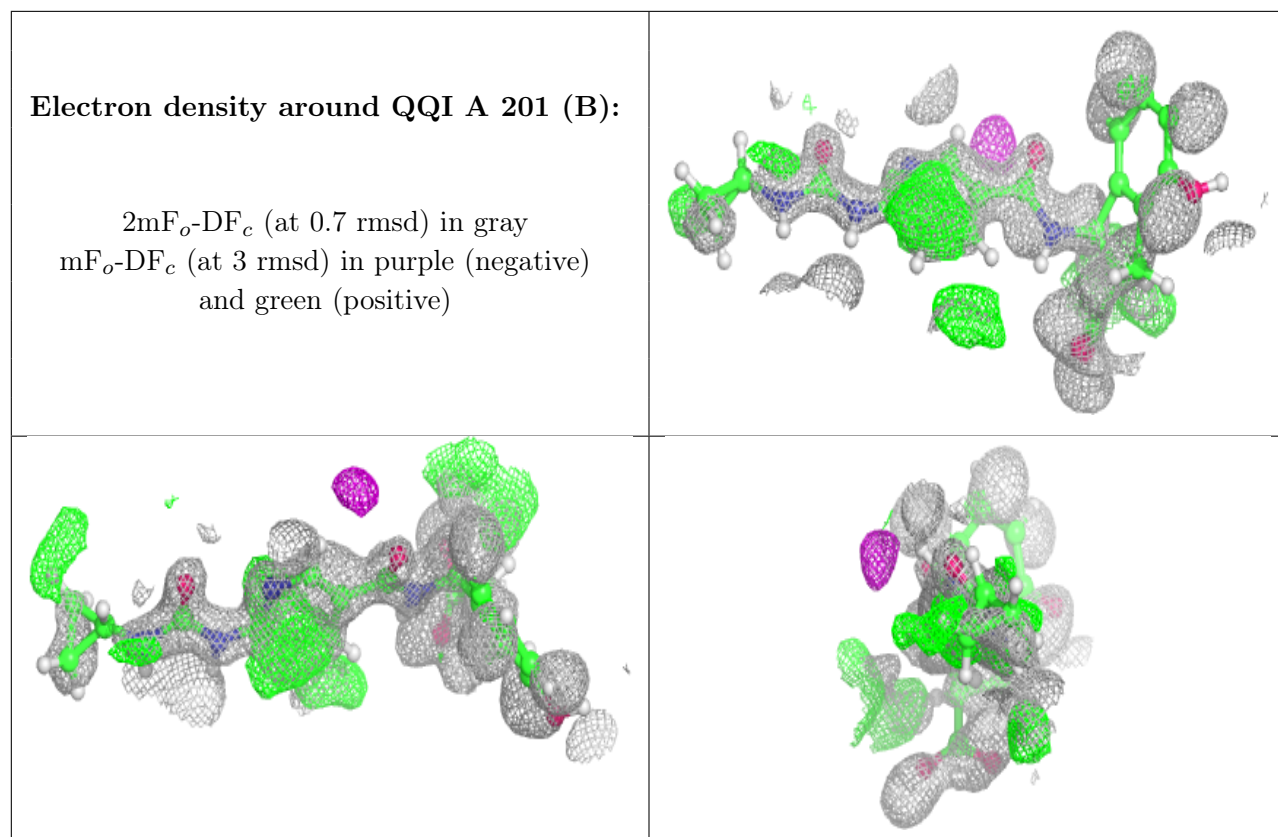 Electron density around QQI A 201 (B):
2mFₒ-DF𝒸 (at 0.7 rmsd) in gray
mFₒ-DF𝒸 (at 3 rmsd) in purple (negative)
and green (positive)